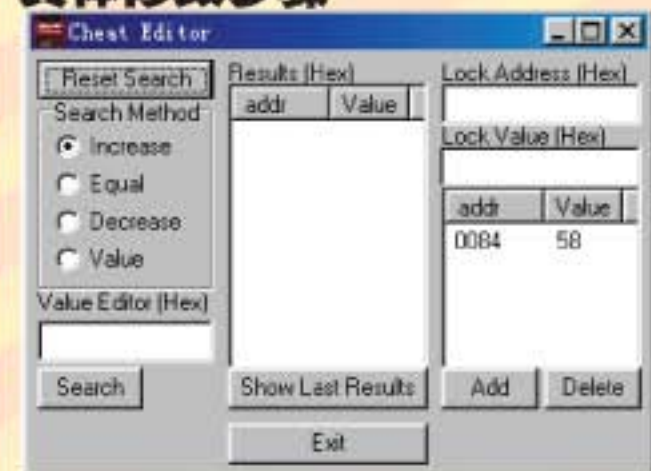 Cheat Editor
Reset Search
Search Method
Increase
Equal
Decrease
Value
Value Editor (Hex)
Search
Results (Hex)
addr Value
Show Last Results
Exit
Lock Address (Hex)
Lock Value (Hex)
addr Value
0084 58
Add Delete